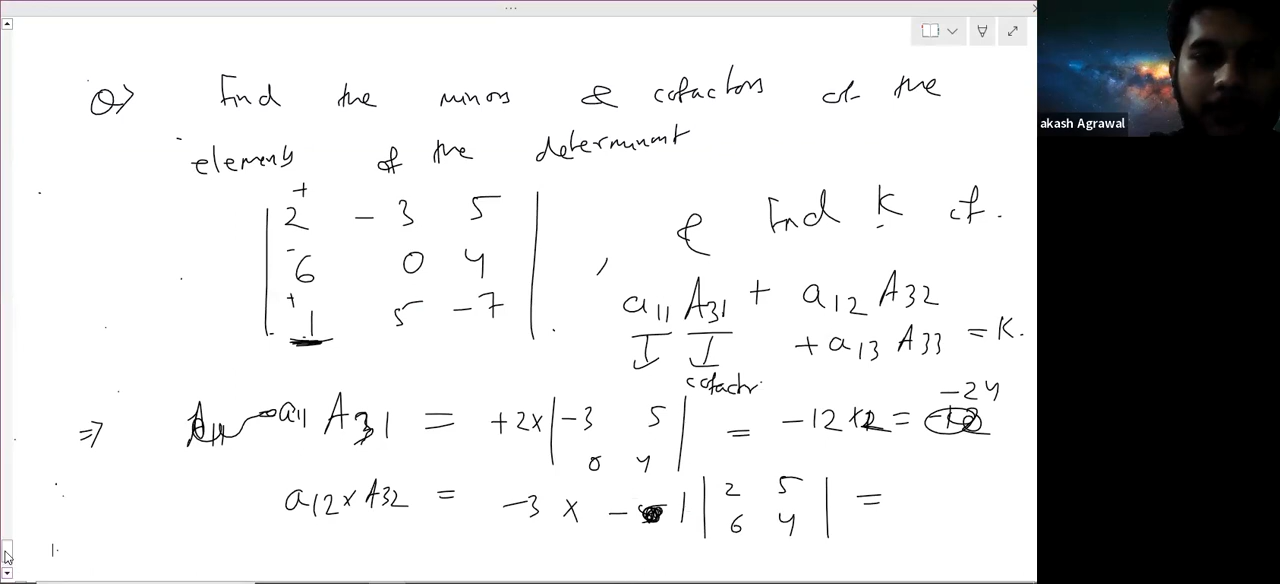 Q> Find the minors & cofactors of the
elements of the determinant
+
2 -3 5
-
6 0 4
+
1 5 -7
, & Find K if.
a11 A31 + a12 A32
+ a13 A33 = K.
cofactr.
⇒ a11 A31 = +2x | -3 5 | = -12 x 2 = -24
0 4
a12 x A32 = -3 x - 1 | 2 5 | =
6 4
akash Agrawal